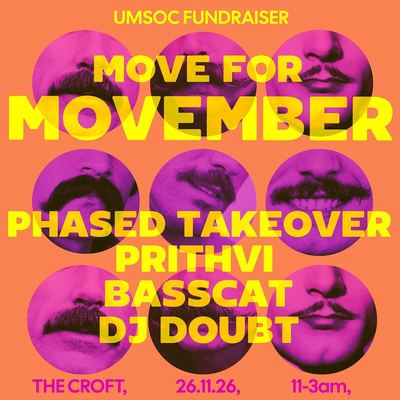 UMSOC FUNDRAISER
MOVE FOR
MOVEMBER
PHASED TAKEOVER
PRITHVI
BASSCAT
DJ DOUBT
THE CROFT, 26.11.26, 11-3am,